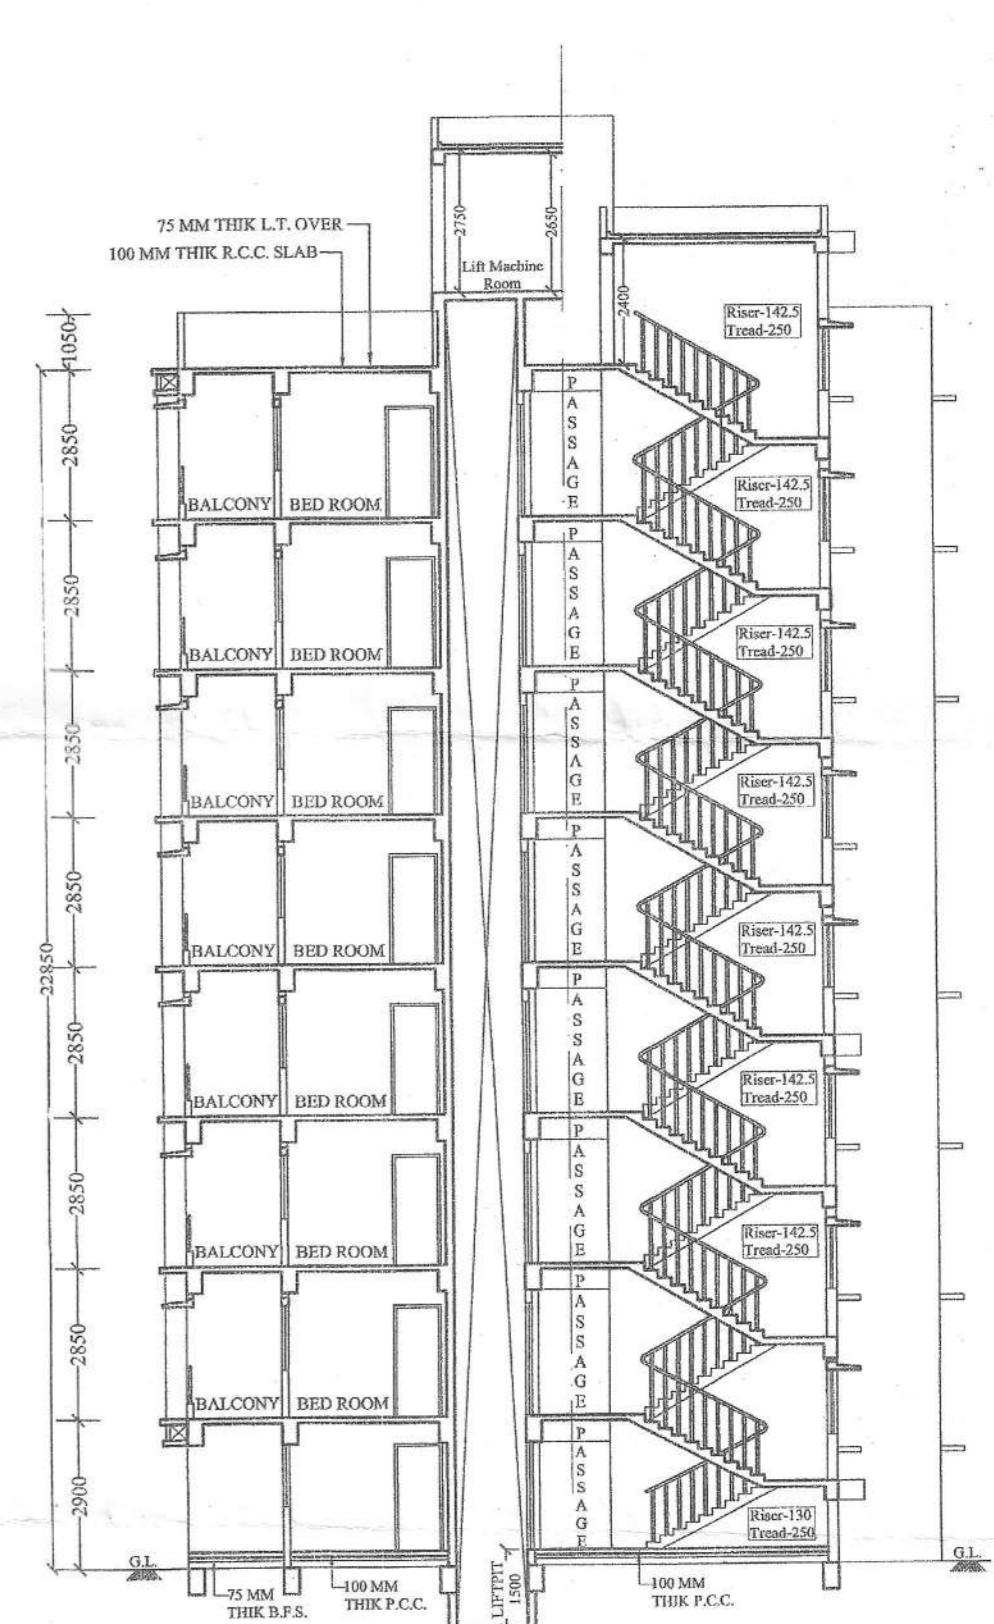 2750
2650
75 MM THIK L.T. OVER
100 MM THIK R.C.C. SLAB
Lift Machine
Room
2400
Riser-142.5
Tread-250
1050
2850
PASSAGE
BALCONY
BED ROOM
Riser-142.5
Tread-250
2850
PASSAGE
BALCONY
BED ROOM
Riser-142.5
Tread-250
2850
PASSAGE
BALCONY
BED ROOM
Riser-142.5
Tread-250
2850
PASSAGE
BALCONY
BED ROOM
Riser-142.5
Tread-250
22850
2850
PASSAGE
BALCONY
BED ROOM
Riser-142.5
Tread-250
2850
PASSAGE
BALCONY
BED ROOM
Riser-142.5
Tread-250
2850
PASSAGE
BALCONY
BED ROOM
2900
PASSAGE
Riser-130
Tread-250
G.L.
G.L.
75 MM
THIK B.F.S.
100 MM
THIK P.C.C.
LIFTPIT
1500
100 MM
THIK P.C.C.